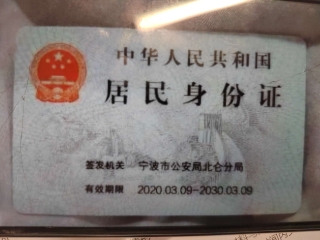 中华人民共和国
居民身份证
签发机关 宁波市公安局北仑分局
有效期限 2020.03.09-2030.03.09